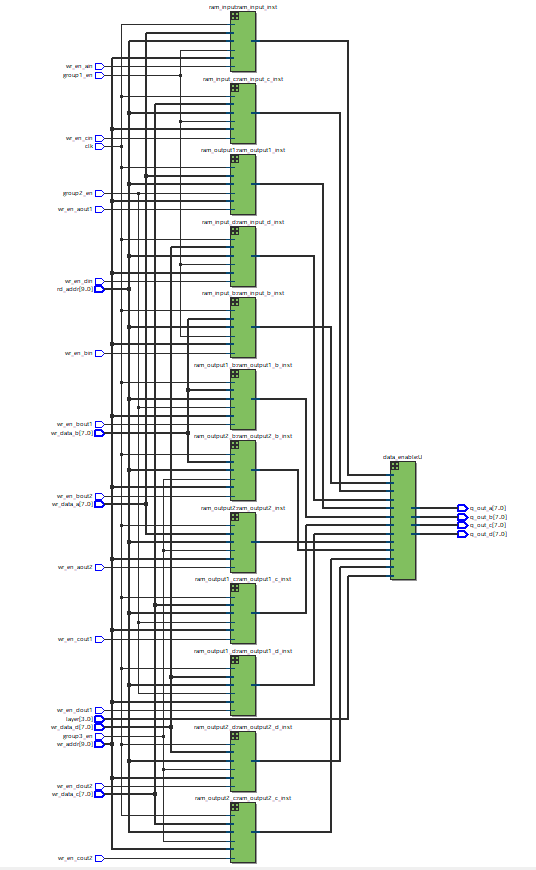 ram_input:ram_input_inst
wr_en_ain
group1_en
ram_input_c:ram_input_c_inst
wr_en_cin
clk
ram_output1:ram_output1_inst
group2_en
wr_en_aout1
ram_input_d:ram_input_d_inst
wr_en_din
rd_addr[9..0]
ram_input_b:ram_input_b_inst
wr_en_bin
ram_output1_b:ram_output1_b_inst
wr_en_bout1
wr_data_b[7..0]
ram_output2_b:ram_output2_b_inst
data_enable:U
wr_en_bout2
wr_data_a[7..0]
q_out_a[7..0]
ram_output2:ram_output2_inst
q_out_b[7..0]
q_out_c[7..0]
q_out_d[7..0]
wr_en_aout2
ram_output1_c:ram_output1_c_inst
wr_en_cout1
ram_output1_d:ram_output1_d_inst
wr_en_dout1
layer[3..0]
wr_data_d[7..0]
ram_output2_d:ram_output2_d_inst
group3_en
wr_addr[9..0]
wr_en_dout2
wr_data_c[7..0]
ram_output2_c:ram_output2_c_inst
wr_en_cout2